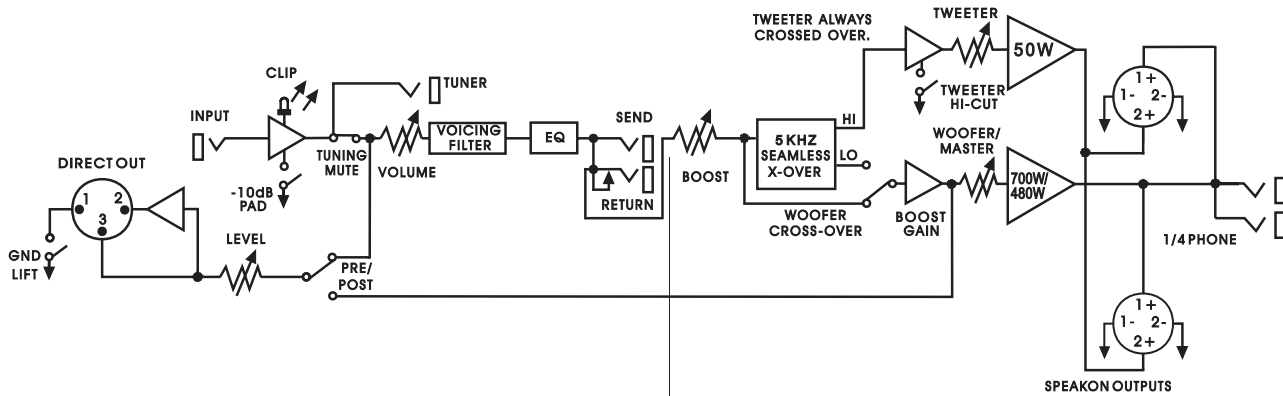 TWEETER ALWAYS
CROSSED OVER.
TWEETER
50W
TWEETER
HI-CUT
1+
1- 2-
2+
CLIP
TUNER
INPUT
TUNING
MUTE
VOLUME
VOICING
FILTER
EQ
SEND
RETURN
BOOST
HI
5 KHZ
SEAMLESS
X-OVER
LO
WOOFER
CROSS-OVER
BOOST
GAIN
WOOFER/
MASTER
700W/
480W
1/4 PHONE
-10dB
PAD
DIRECT OUT
1 2
3
GND
LIFT
LEVEL
PRE/
POST
1+
1- 2-
2+
SPEAKON OUTPUTS